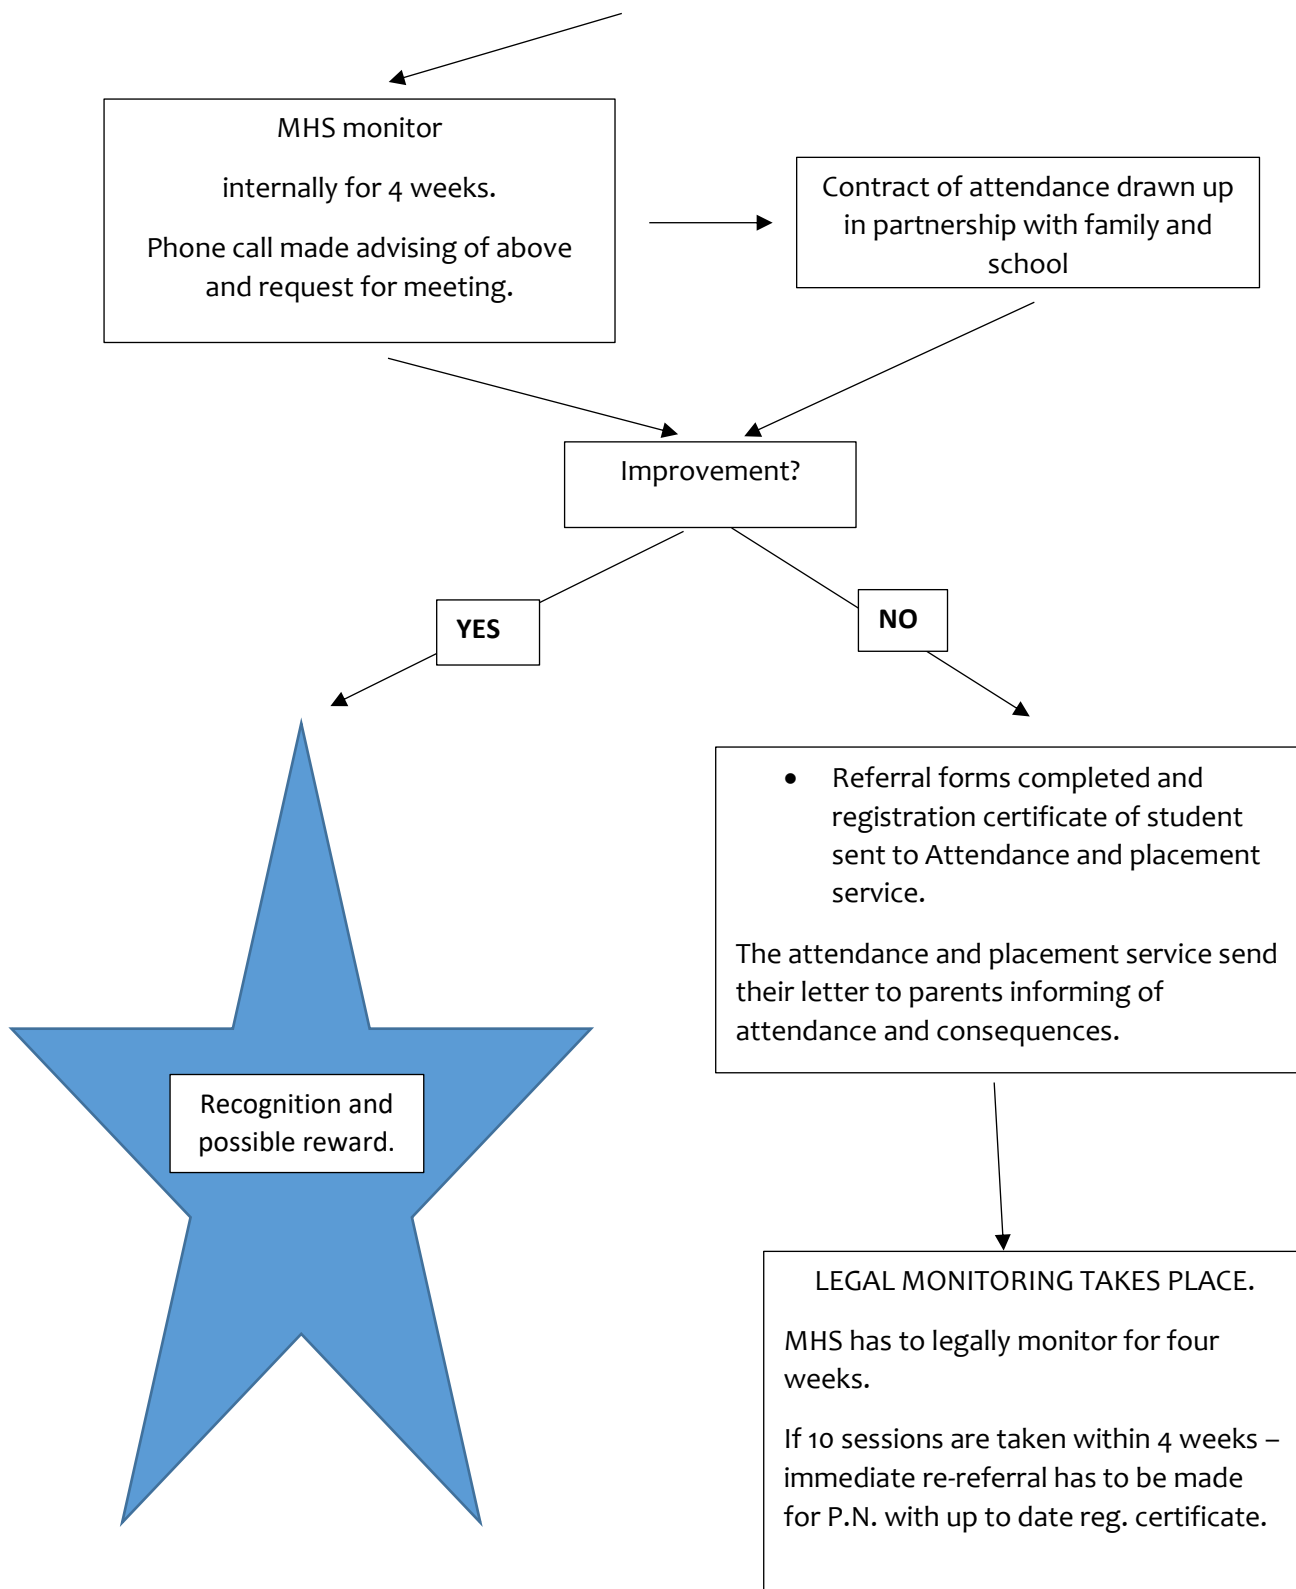 MHS monitor
internally for 4 weeks.
Phone call made advising of above
and request for meeting.
Contract of attendance drawn up
in partnership with family and
school
Improvement?
YES
NO
• Referral forms completed and
registration certificate of student
sent to Attendance and placement
service.
The attendance and placement service send
their letter to parents informing of
attendance and consequences.
Recognition and
possible reward.
LEGAL MONITORING TAKES PLACE.
MHS has to legally monitor for four
weeks.
If 10 sessions are taken within 4 weeks –
immediate re-referral has to be made
for P.N. with up to date reg. certificate.